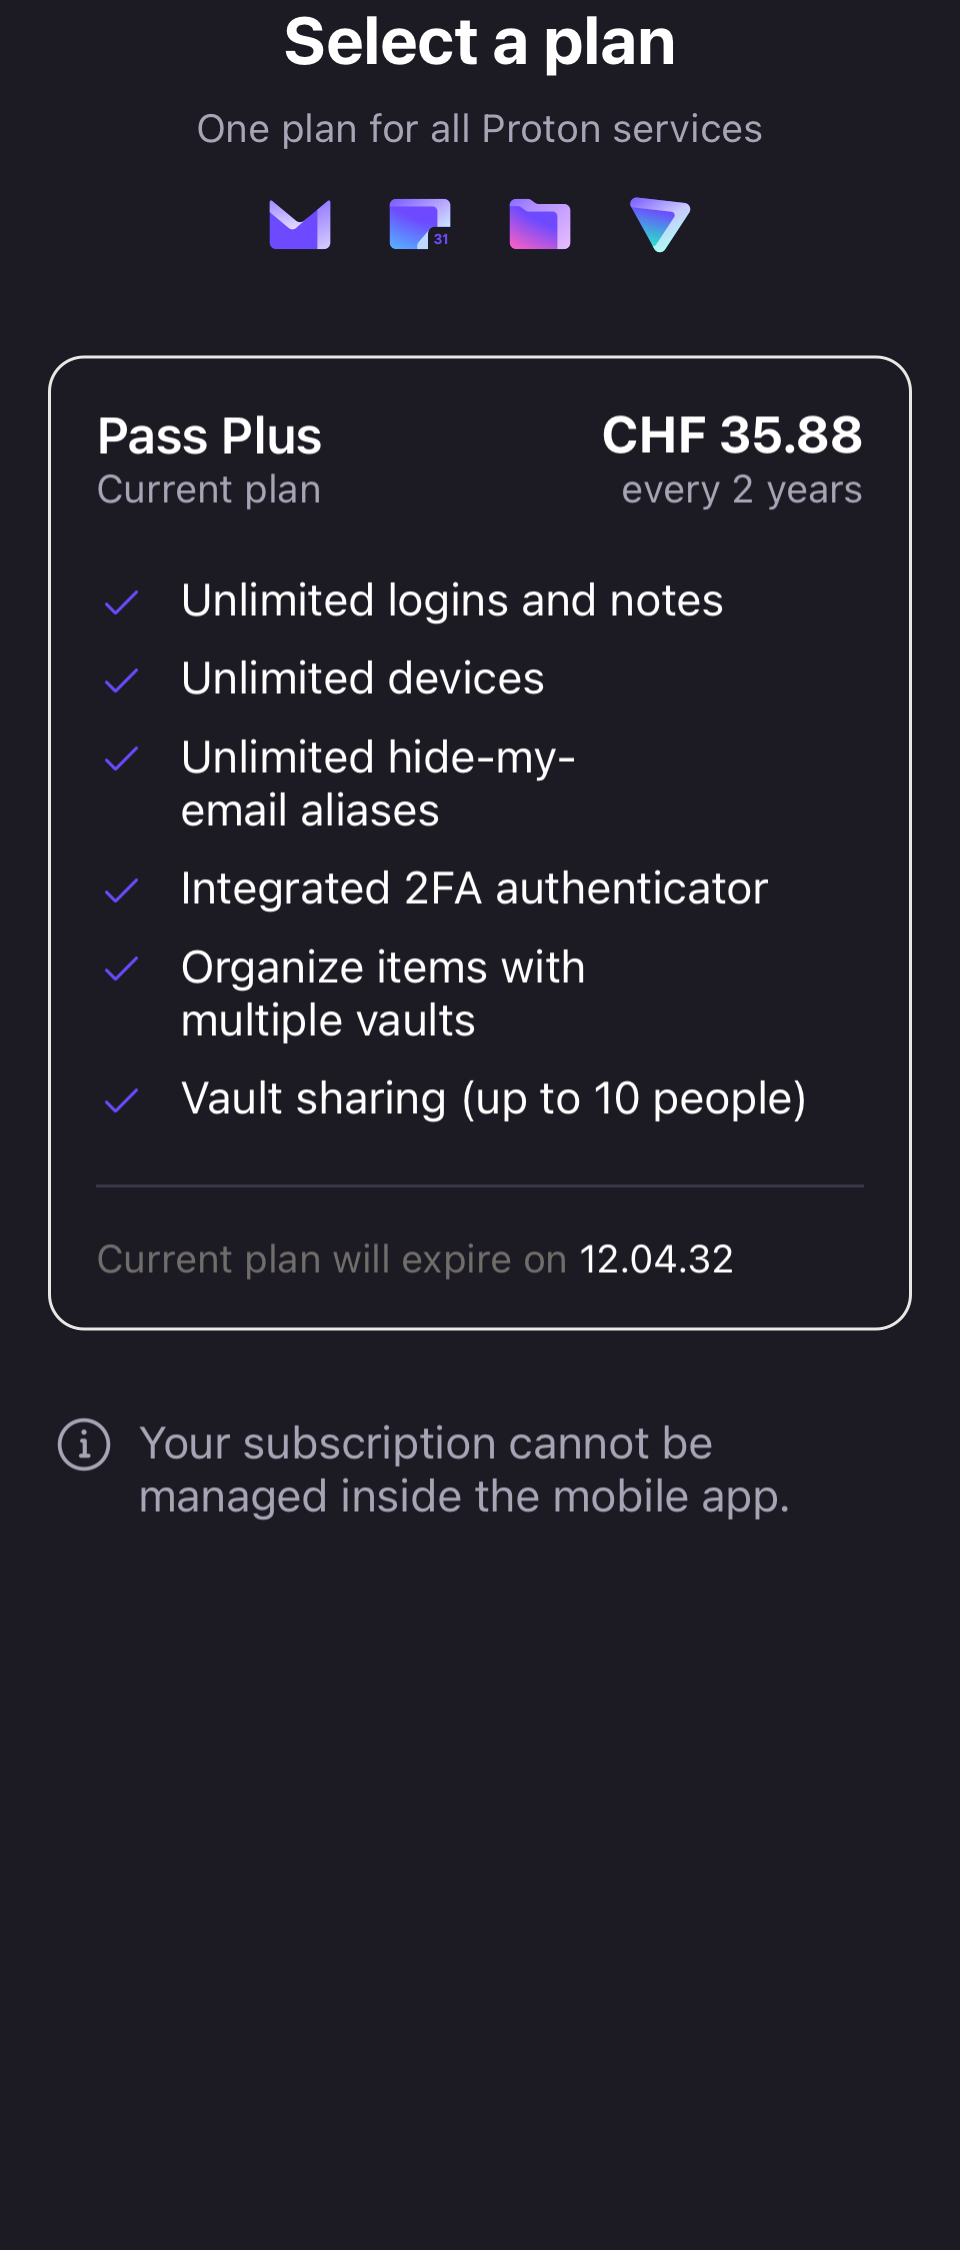 Select a plan
One plan for all Proton services
31
Pass Plus
CHF 35.88
Current plan
every 2 years
Unlimited logins and notes
Unlimited devices
Unlimited hide-my-
email aliases
Integrated 2FA authenticator
Organize items with
multiple vaults
Vault sharing (up to 10 people)
Current plan will expire on 12.04.32
Your subscription cannot be
managed inside the mobile app.